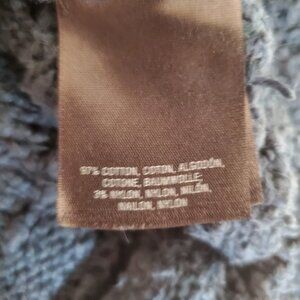 97% COTTON, COTON, ALGODÓN,
COTONE, BAUMWOLLE;
3% NYLON, NYLON, NILÓN,
NAILON, NYLON